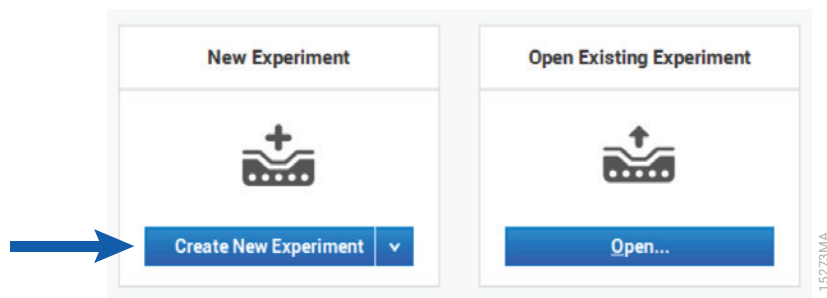 New Experiment
Open Existing Experiment
Create New Experiment
Open...
15273MA